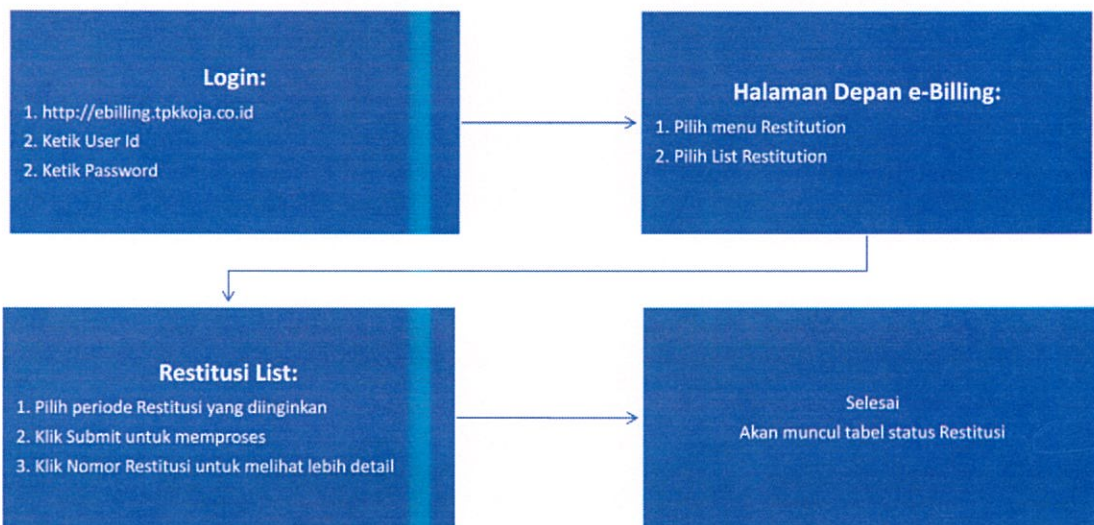 Login:
1. http://ebilling.tpkkoja.co.id
2. Ketik User Id
2. Ketik Password
Halaman Depan e-Billing:
1. Pilih menu Restitution
2. Pilih List Restitution
Restitusi List:
1. Pilih periode Restitusi yang diinginkan
2. Klik Submit untuk memproses
3. Klik Nomor Restitusi untuk melihat lebih detail
Selesai
Akan muncul tabel status Restitusi